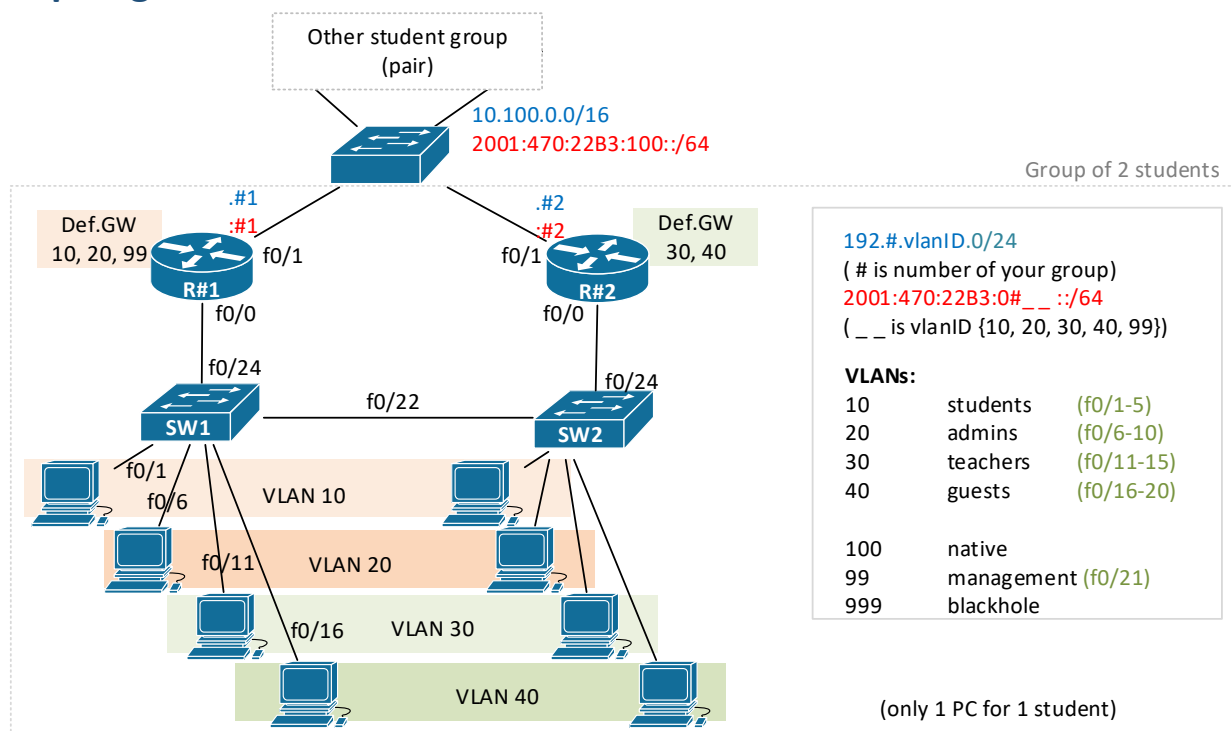 Other student group
(pair)
10.100.0.0/16
2001:470:22B3:100::/64
Group of 2 students
.#1
:#1
.#2
:#2
Def.GW
10, 20, 99
f0/1
R#1
f0/0
f0/1
Def.GW
30, 40
R#2
f0/0
f0/24
f0/22
f0/24
SW1
SW2
f0/1
VLAN 10
f0/6
f0/11
VLAN 20
f0/16
VLAN 30
VLAN 40
192.#.vlanID.0/24
( # is number of your group)
2001:470:22B3:0#_ _ ::/64
( _ _ is vlanID {10, 20, 30, 40, 99})
VLANs:
10 students (f0/1-5)
20 admins (f0/6-10)
30 teachers (f0/11-15)
40 guests (f0/16-20)
100 native
99 management (f0/21)
999 blackhole
(only 1 PC for 1 student)